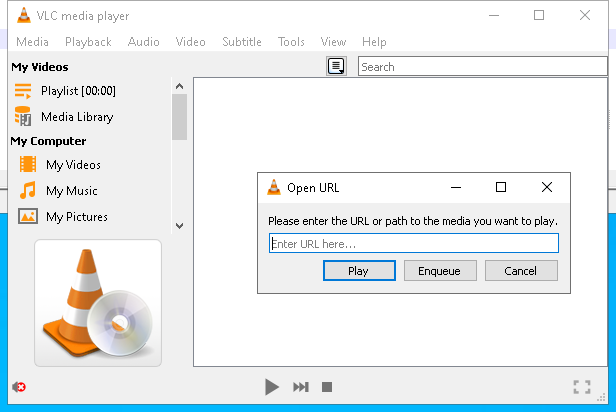 VLC media player
Media Playback Audio Video Subtitle Tools View Help
My Videos
Search
Playlist [00:00]
Media Library
My Computer
My Videos
My Music
My Pictures
Open URL
Please enter the URL or path to the media you want to play.
Enter URL here...
Play Enqueue Cancel